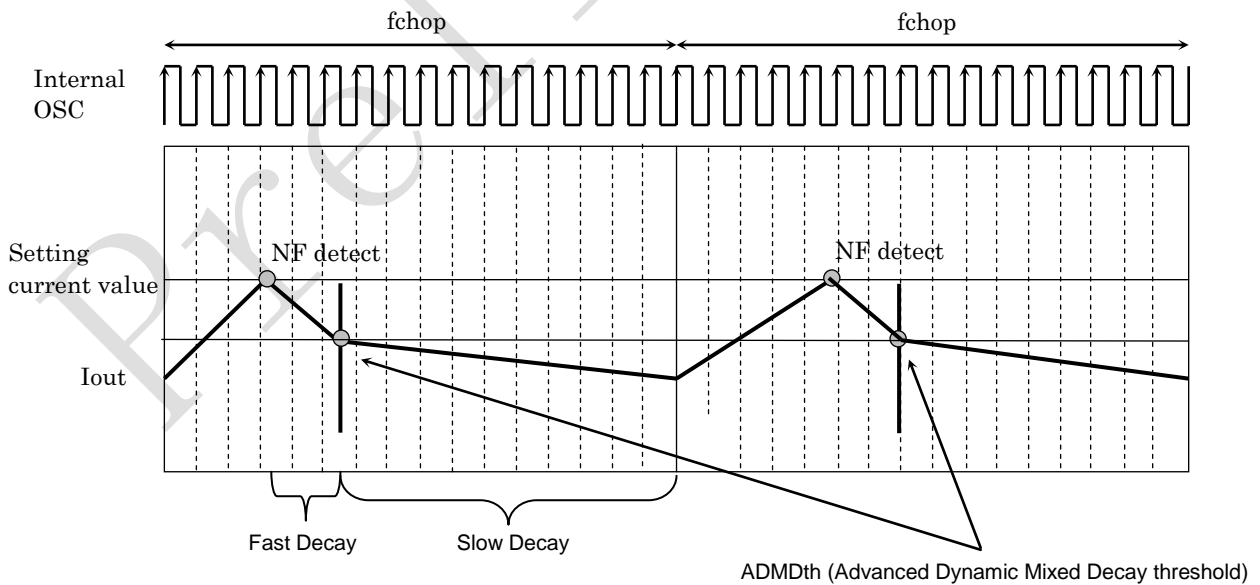 fchop
fchop
Internal
OSC
Setting
current value
NF detect
NF detect
Iout
Fast Decay
Slow Decay
ADMDth (Advanced Dynamic Mixed Decay threshold)